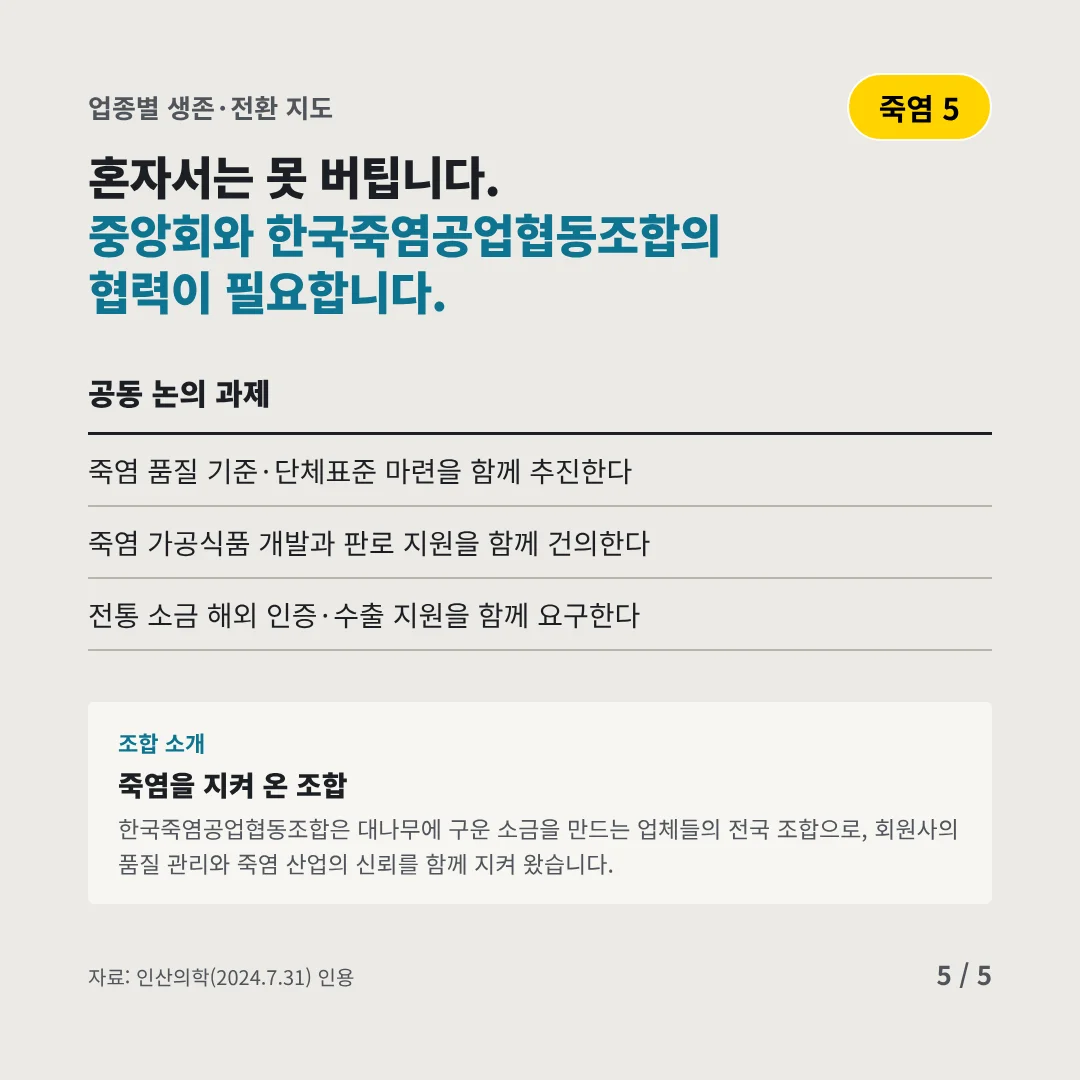 업종별 생존·전환 지도
죽염 5
혼자서는 못 버팁니다.
중앙회와 한국죽염공업협동조합의
협력이 필요합니다.
공동 논의 과제
죽염 품질 기준·단체표준 마련을 함께 추진한다
죽염 가공식품 개발과 판로 지원을 함께 건의한다
전통 소금 해외 인증·수출 지원을 함께 요구한다
조합 소개
죽염을 지켜 온 조합
한국죽염공업협동조합은 대나무에 구운 소금을 만드는 업체들의 전국 조합으로, 회원사의
품질 관리와 죽염 산업의 신뢰를 함께 지켜 왔습니다.
자료: 인산의학(2024.7.31) 인용
5 / 5